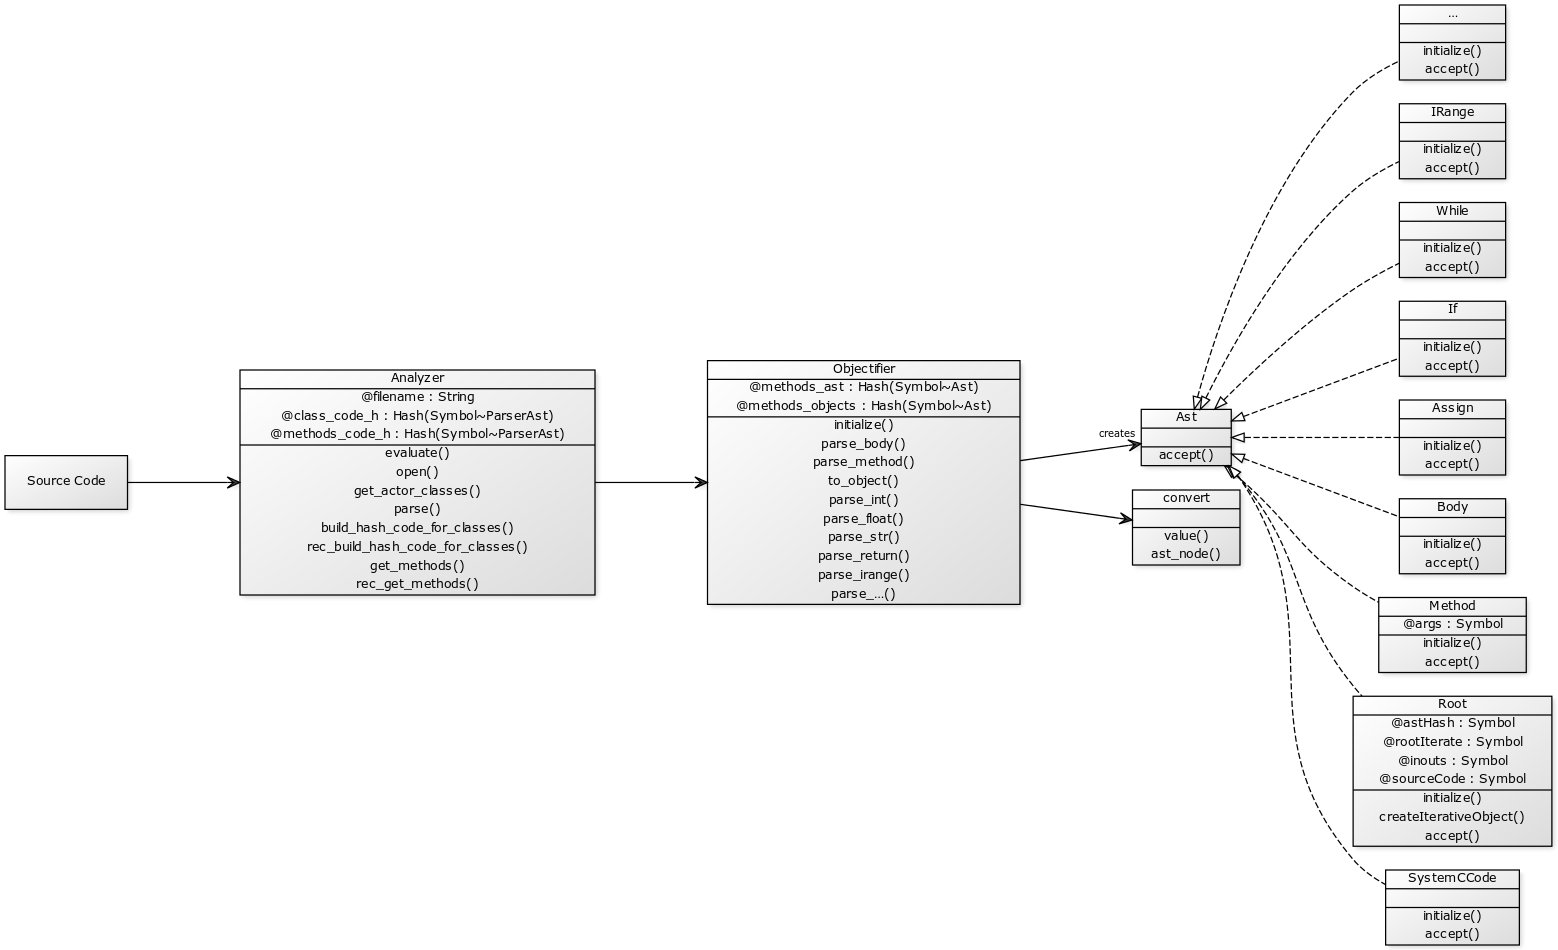 Source Code
Analyzer
@filename : String
@class_code_h : Hash(Symbol~ParserAst)
@methods_code_h : Hash(Symbol~ParserAst)
evaluate()
open()
get_actor_classes()
parse()
build_hash_code_for_classes()
rec_build_hash_code_for_classes()
get_methods()
rec_get_methods()
Objectifier
@methods_ast : Hash(Symbol~Ast)
@methods_objects : Hash(Symbol~Ast)
initialize()
parse_body()
parse_method()
to_object()
parse_int()
parse_float()
parse_str()
parse_return()
parse_irange()
parse_...()
creates
Ast
accept()
convert
value()
ast_node()
...
initialize()
accept()
IRange
initialize()
accept()
While
initialize()
accept()
If
initialize()
accept()
Assign
initialize()
accept()
Body
initialize()
accept()
Method
@args : Symbol
initialize()
accept()
Root
@astHash : Symbol
@rootIterate : Symbol
@inouts : Symbol
@sourceCode : Symbol
initialize()
createIterativeObject()
accept()
SystemCCode
initialize()
accept()